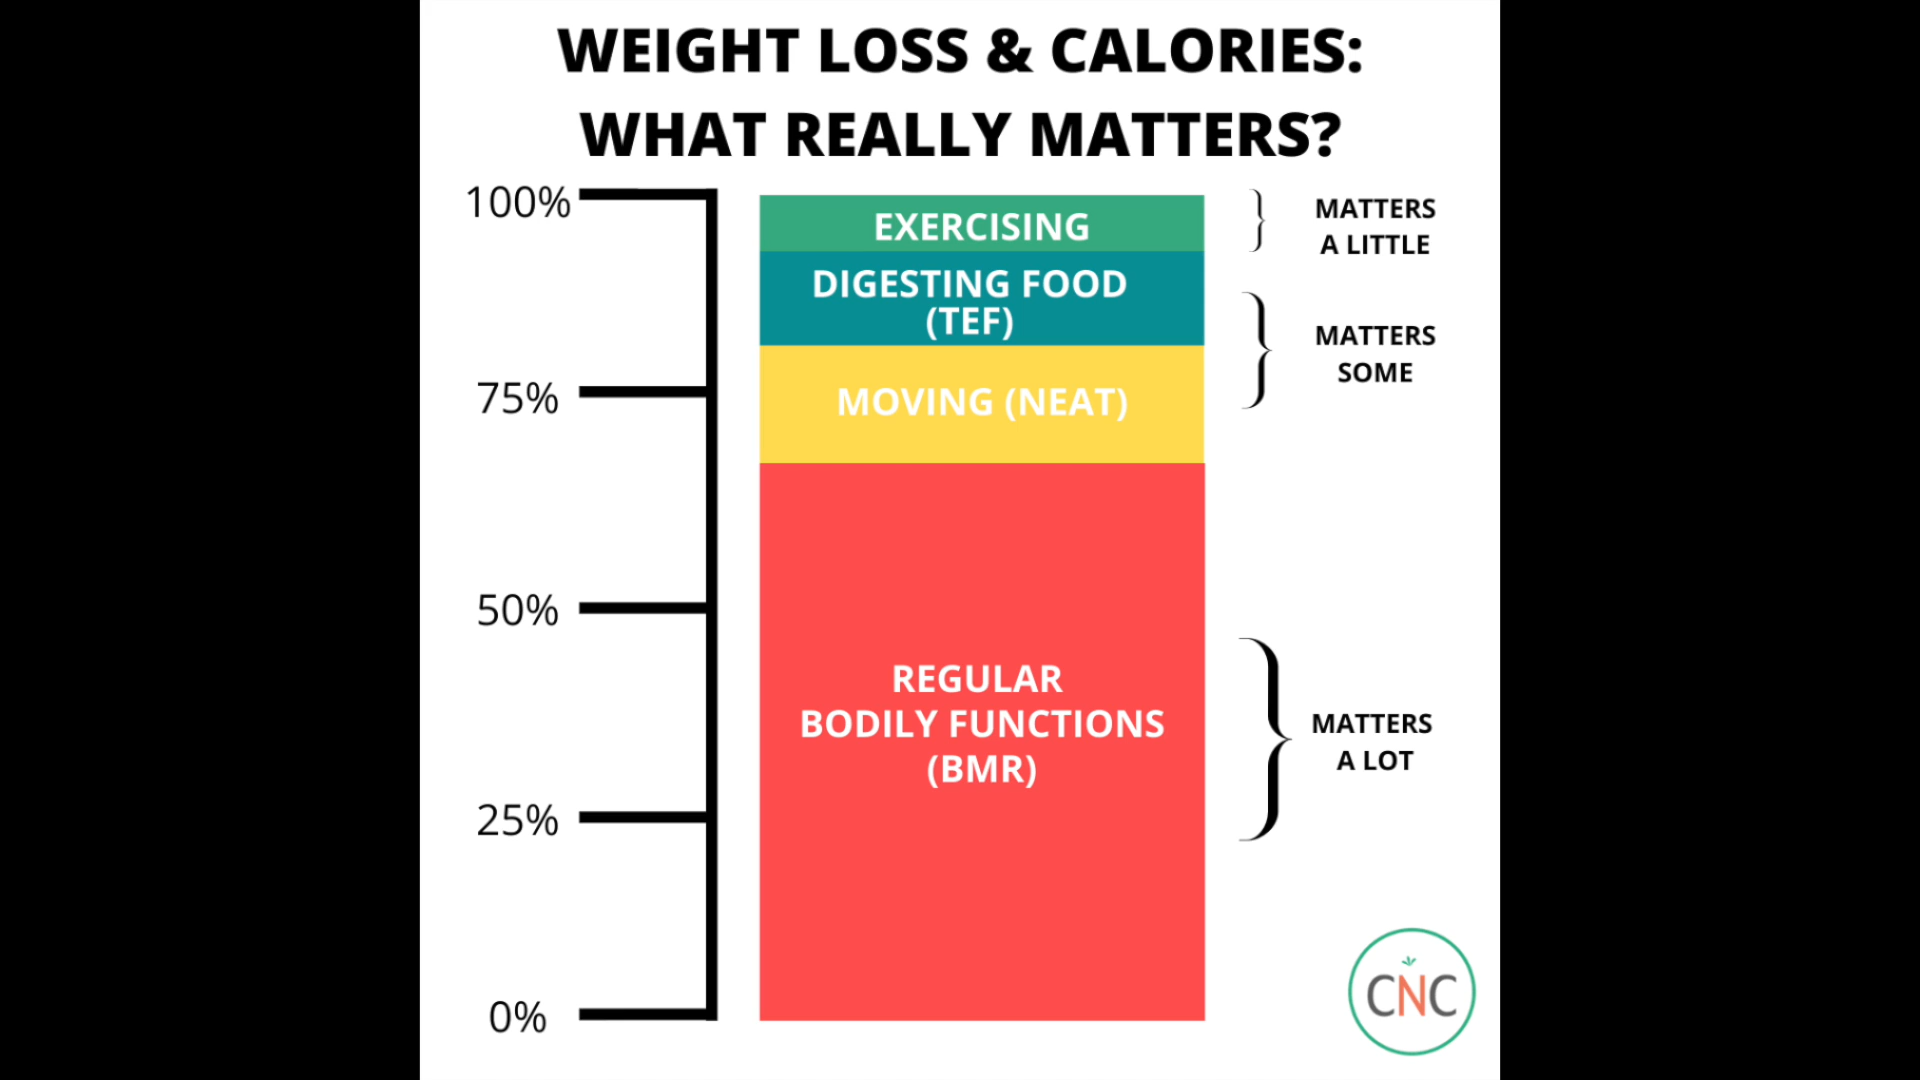 WEIGHT LOSS & CALORIES:
WHAT REALLY MATTERS?
100%
75%
50%
25%
0%
EXERCISING
DIGESTING FOOD
(TEF)
MOVING (NEAT)
REGULAR
BODILY FUNCTIONS
(BMR)
MATTERS
A LITTLE
MATTERS
SOME
MATTERS
A LOT
CNC